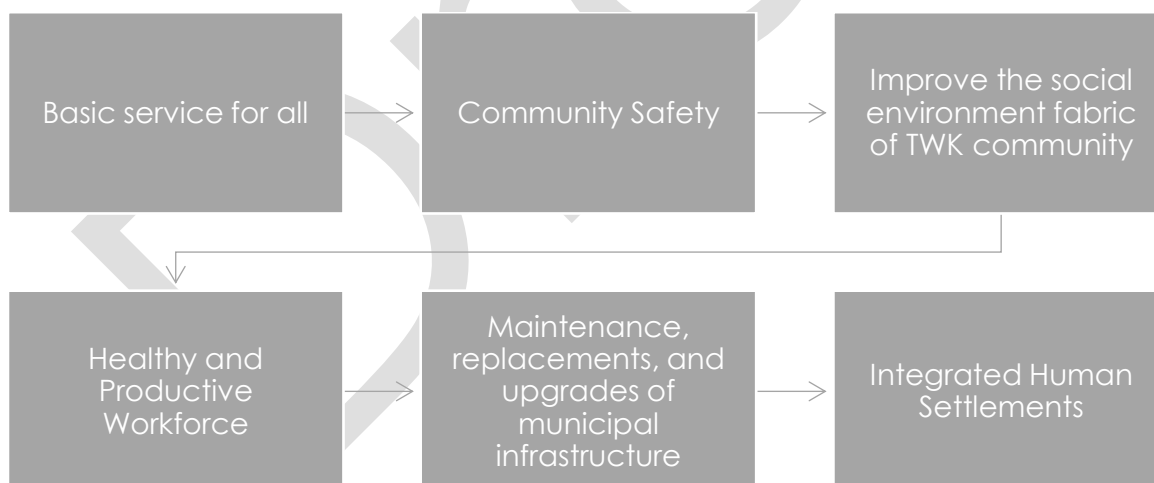 Basic service for all
Community Safety
Improve the social
environment fabric
of TWK community
Healthy and
Productive
Workforce
Maintenance,
replacements, and
upgrades of
municipal
infrastructure
Integrated Human
Settlements